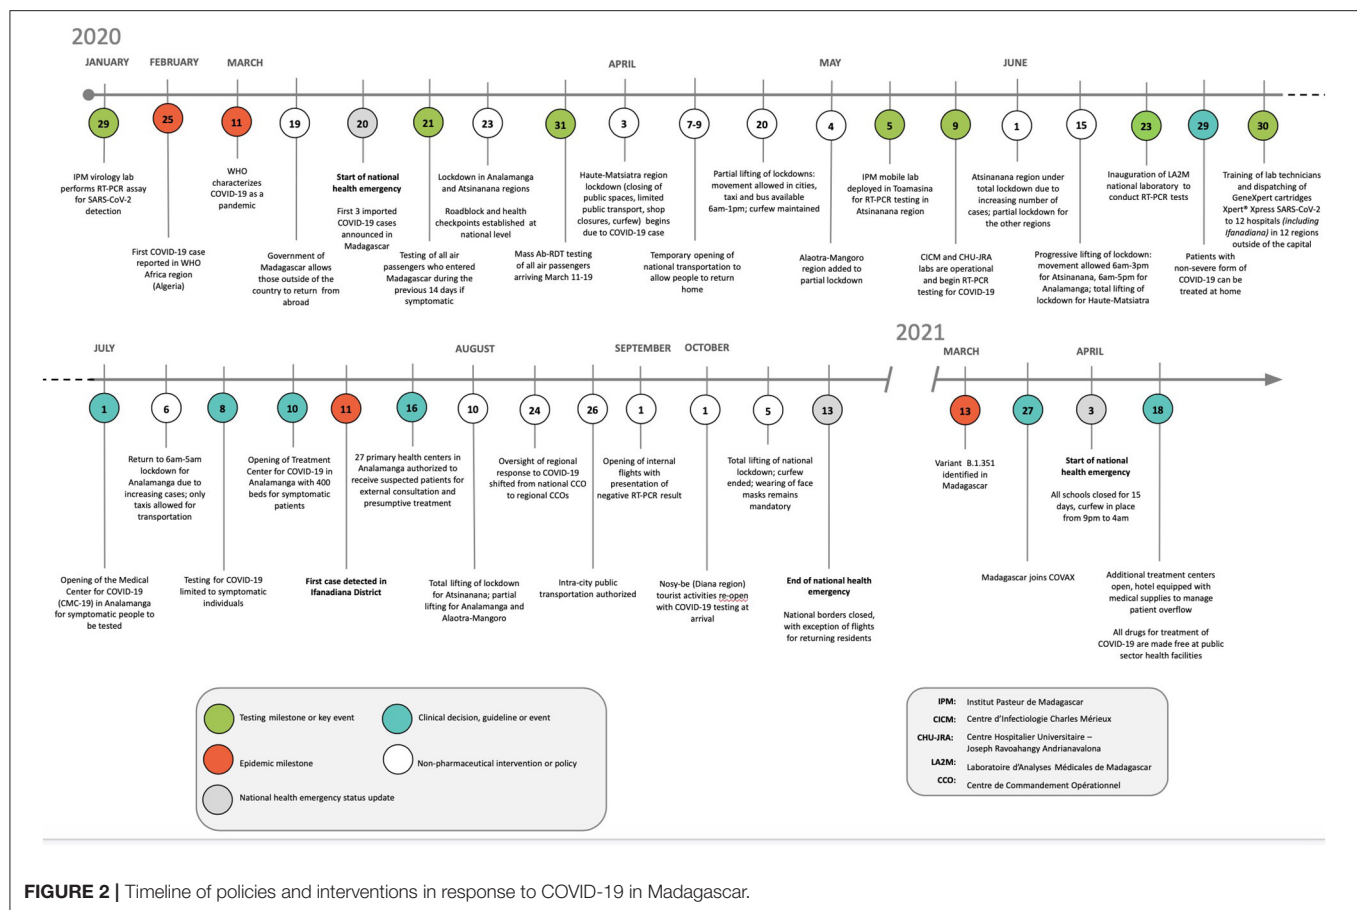 2020
JANUARY
FEBRUARY
MARCH
APRIL
MAY
JUNE
29
25
11
19
20
21
23
31
3
7-9
20
4
5
9
1
15
23
29
30
IPM virology lab
performs RT-PCR assay
for SARS-CoV-2
detection
First COVID-19 case
reported in WHO
Africa region
(Algeria)
WHO
characterizes
COVID-19 as a
pandemic
Government of
Madagascar allows
those outside of the
country to return from
abroad
Start of national
health emergency
First 3 imported
COVID-19 cases
announced in
Madagascar
Testing of all air
passengers who entered
Madagascar during the
previous 14 days if
symptomatic
Lockdown in Analamanga
and Atsinanana regions
Roadblock and health
checkpoints established at
national level
Mass Ab-RDT testing
of all air passengers
arriving March 11-19
Haute-Matsiatra region
lockdown (closing of
public spaces, limited
public transport, shop
closures, curfew) begins
due to COVID-19 case
Temporary opening of
national transportation to
allow people to return
home
Partial lifting of lockdowns:
movement allowed in cities,
taxi and bus available
6am-1pm; curfew maintained
Alaotra-Mangoro
region added to
partial lockdown
IPM mobile lab
deployed in Toamasina
for RT-PCR testing in
Atsinanana region
CICM and CHU-JRA
labs are operational
and begin RT-PCR
testing for COVID-19
Atsinanana region under
total lockdown due to
increasing number of
cases; partial lockdown for
the other regions
Progressive lifting of lockdown:
movement allowed 6am-3pm
for Atsinanana, 6am-5pm for
Analamanga; total lifting of
lockdown for Haute-Matsiatra
Inauguration of LA2M
national laboratory to
conduct RT-PCR tests
Patients with
non-severe form of
COVID-19 can be
treated at home
Training of lab technicians
and dispatching of
GeneXpert cartridges
Xpert® Xpress SARS-CoV-2
to 12 hospitals (including
Ifanadiana) in 12 regions
outside of the capital
2021
JULY
AUGUST
SEPTEMBER
OCTOBER
MARCH
APRIL
1
6
8
10
11
16
10
24
26
1
1
5
13
13
27
3
18
Opening of the Medical
Center for COVID-19
(CMC-19) in Analamanga
for symptomatic people to
be tested
Return to 6am-5am
lockdown for
Analamanga due to
increasing cases; only
taxis allowed for
transportation
Testing for COVID-19
limited to symptomatic
individuals
Opening of Treatment
Center for COVID-19 in
Analamanga with 400
beds for symptomatic
patients
First case detected in
Ifanadiana District
27 primary health centers in
Analamanga authorized to
receive suspected patients for
external consultation and
presumptive treatment
Total lifting of lockdown
for Atsinanana; partial
lifting for Analamanga and
Alaotra-Mangoro
Oversight of regional
response to COVID-19
shifted from national CCO
to regional CCOs
Intra-city public
transportation authorized
Opening of internal
flights with
presentation of
negative RT-PCR result
Nosy-be (Diana region)
tourist activities re-open
with COVID-19 testing at
arrival
Total lifting of national
lockdown; curfew
ended; wearing of face
masks remains
mandatory
End of national health
emergency
National borders closed,
with exception of flights
for returning residents
Variant B.1.351
identified in
Madagascar
Madagascar joins COVAX
Start of national
health emergency
All schools closed for 15
days, curfew in place
from 9pm to 4am
Additional treatment centers
open, hotel equipped with
medical supplies to manage
patient overflow
All drugs for treatment of
COVID-19 are made free at public
sector health facilities
Testing milestone or key event
Clinical decision, guideline or event
Epidemic milestone
Non-pharmaceutical intervention or policy
National health emergency status update
IPM: Institut Pasteur de Madagascar
CICM: Centre d'Infectiologie Charles Mérieux
CHU-JRA: Centre Hospitalier Universitaire –
Joseph Ravoahangy Andrianavalona
LA2M: Laboratoire d'Analyses Médicales de Madagascar
CCO: Centre de Commandement Opérationnel
FIGURE 2 | Timeline of policies and interventions in response to COVID-19 in Madagascar.